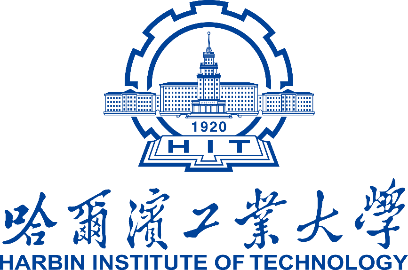 1920
HIT
哈爾濱工業大學
HARBIN INSTITUTE OF TECHNOLOGY